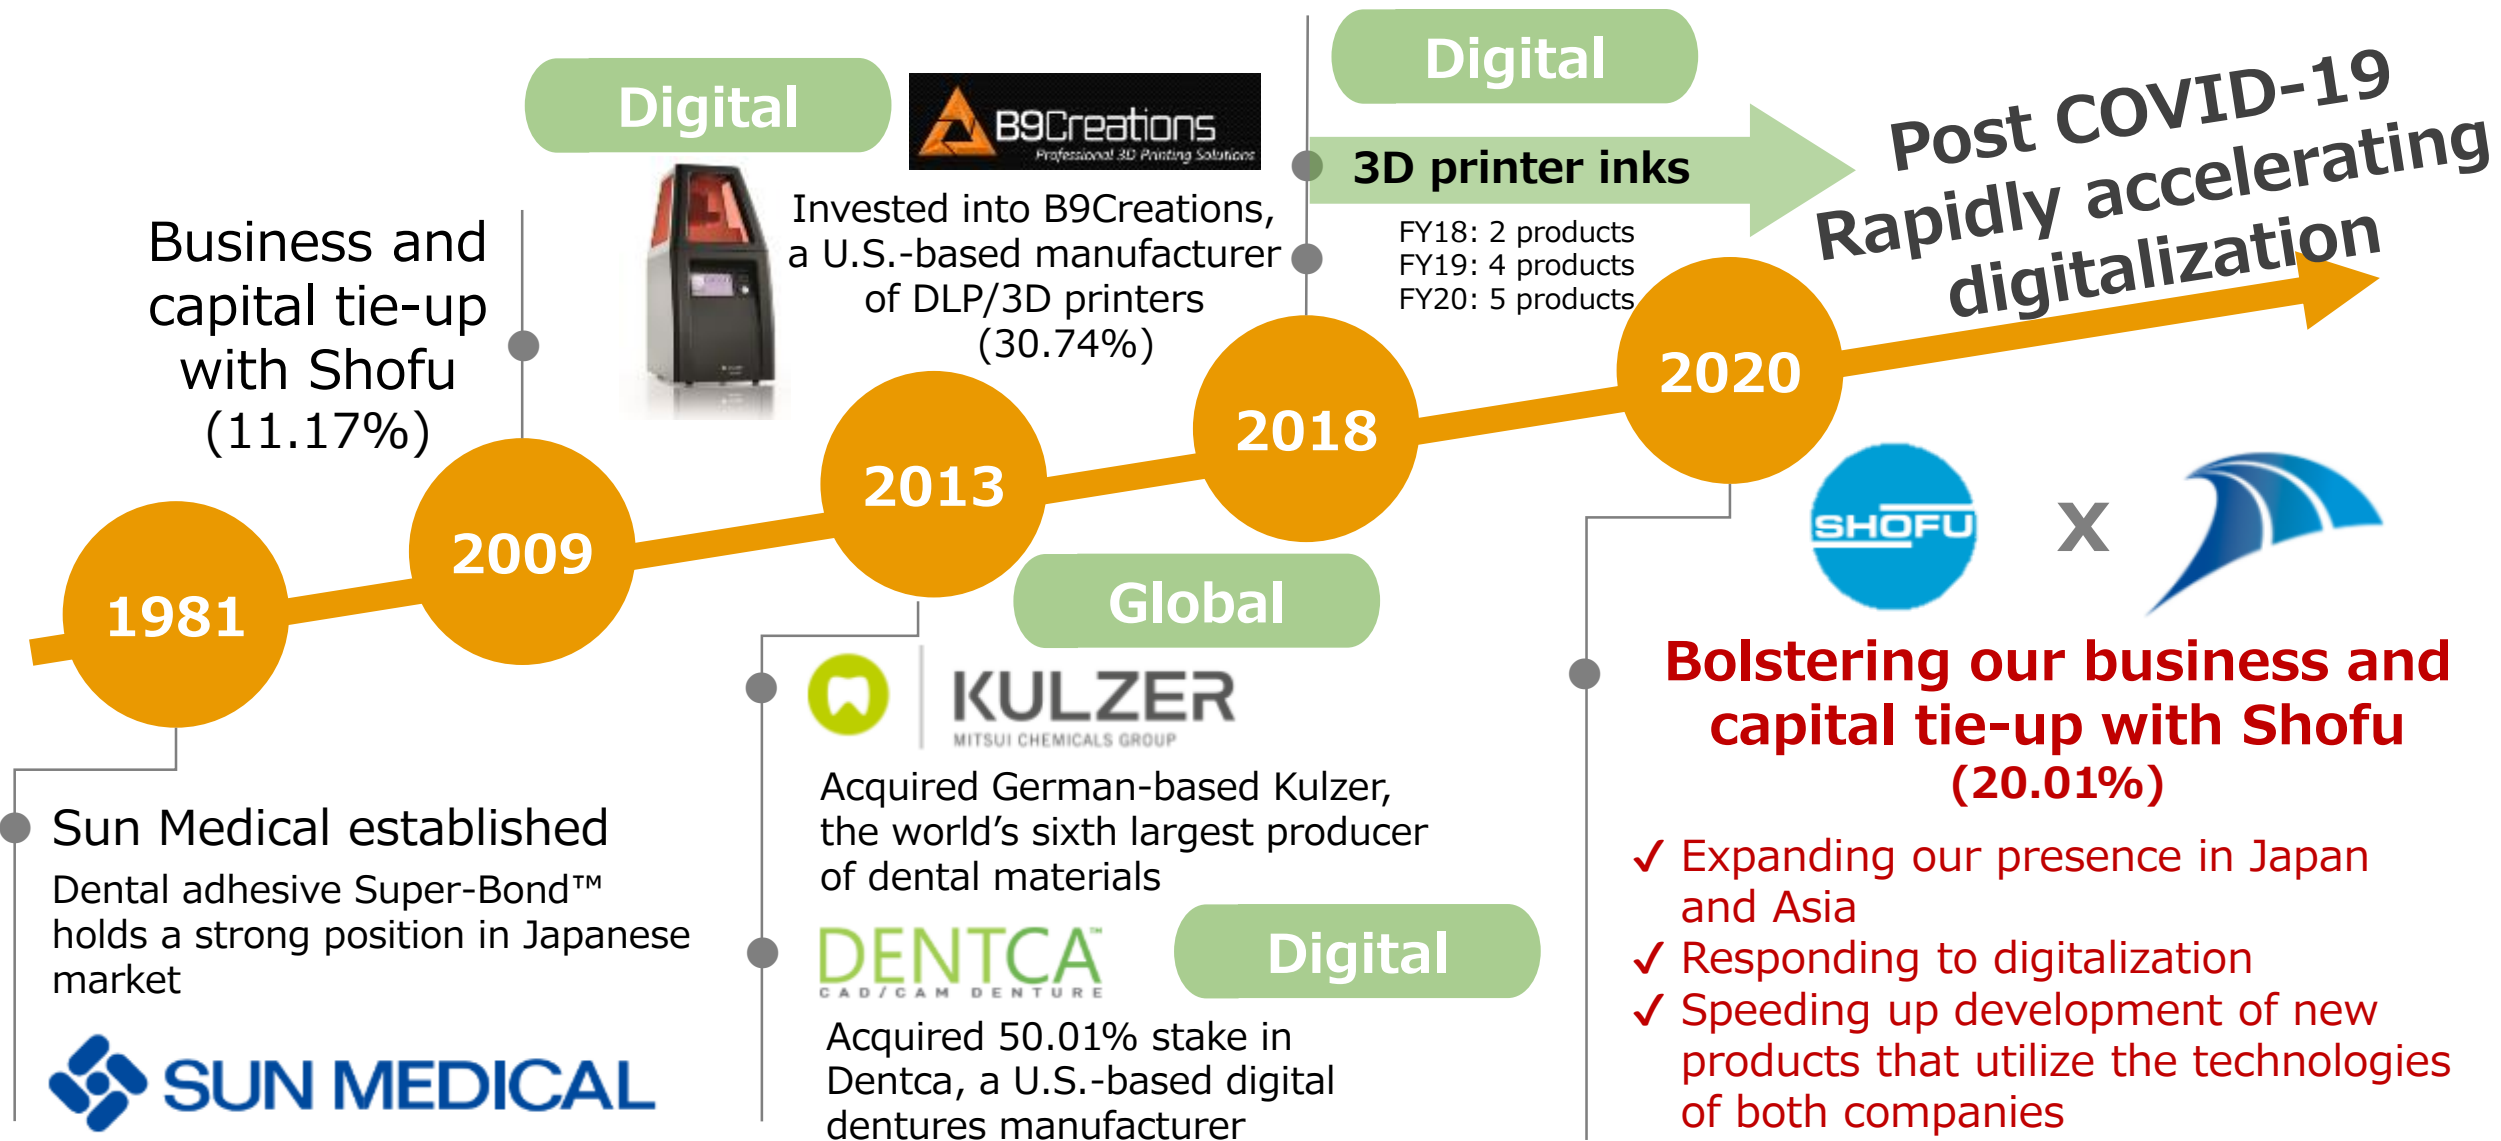 Digital
B9Creations
Professional 3D Printing Solutions
Invested into B9Creations,
a U.S.-based manufacturer
of DLP/3D printers
(30.74%)
Digital
3D printer inks
FY18: 2 products
FY19: 4 products
FY20: 5 products
Post COVID-19
Rapidly accelerating
digitalization
Business and
capital tie-up
with Shofu
(11.17%)
1981
2009
2013
2018
2020
Sun Medical established
Dental adhesive Super-Bond™
holds a strong position in Japanese
market
SUN MEDICAL
Global
KULZER
MITSUI CHEMICALS GROUP
Acquired German-based Kulzer,
the world’s sixth largest producer
of dental materials
DENTCA™
CAD/CAM DENTURE
Digital
Acquired 50.01% stake in
Dentca, a U.S.-based digital
dentures manufacturer
SHOFU
X
Bolstering our business and
capital tie-up with Shofu
(20.01%)
✓ Expanding our presence in Japan
and Asia
✓ Responding to digitalization
✓ Speeding up development of new
products that utilize the technologies
of both companies